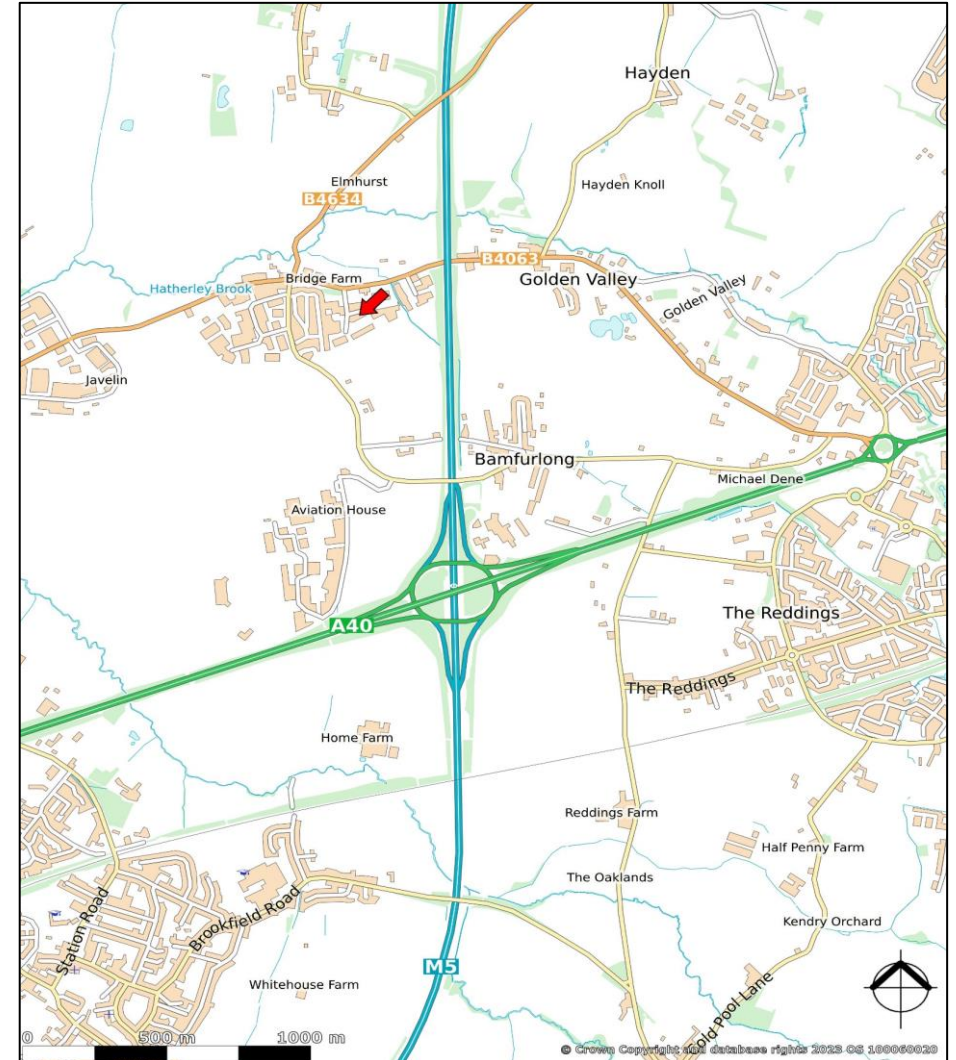 Hayden
Elmhurst
Hayden Knoll
B4634
B4063
Bridge Farm
Golden Valley
Hatherley Brook
Golden Valley
Javelin
Bamfurlong
Michael Dene
Aviation House
The Reddings
A40
The Reddings
Home Farm
Reddings Farm
Half Penny Farm
The Oaklands
Station Road
Brookfield Road
Kendry Orchard
M5
Whitehouse Farm
old Pool Lane
0 500 m 1000 m
© Crown Copyright and database rights 2023 OS 100060020